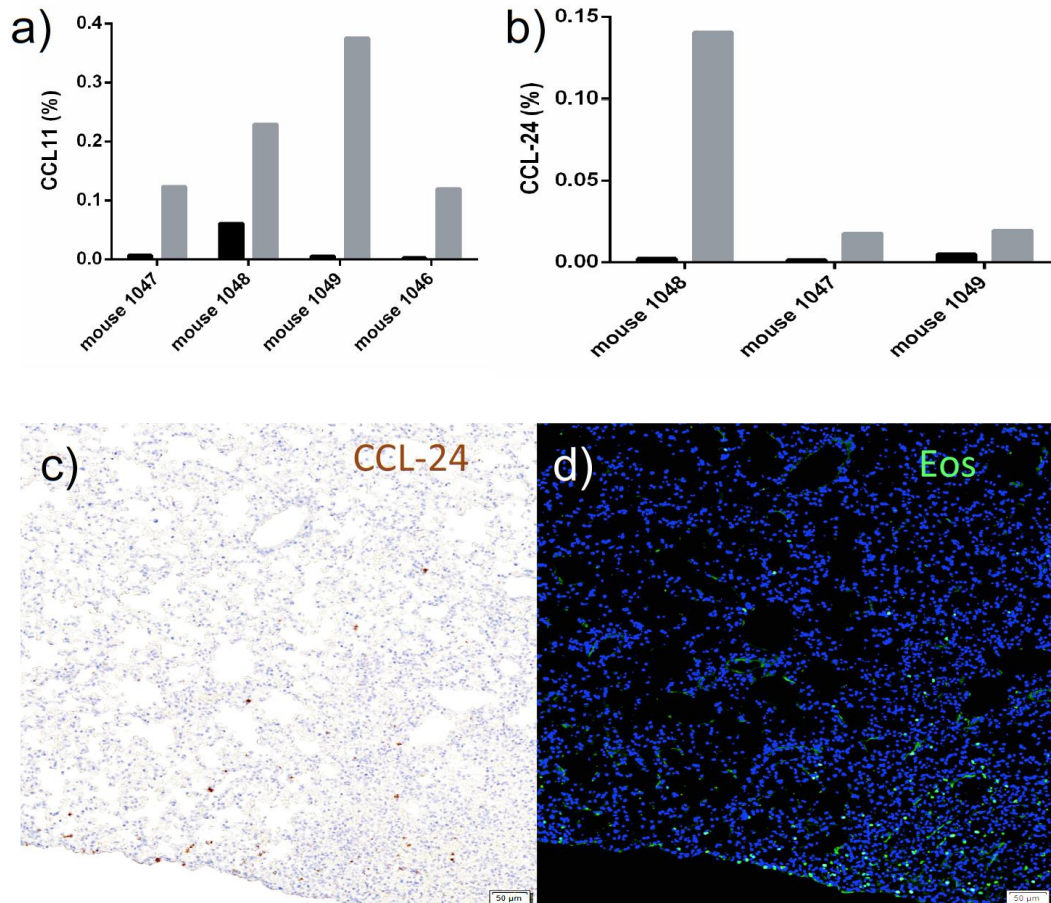 a)
CCL11 (%)
0.4
0.3
0.2
0.1
0.0
mouse 1047
mouse 1048
mouse 1049
mouse 1046
b)
CCL-24 (%)
0.15
0.10
0.05
0.00
mouse 1048
mouse 1047
mouse 1049
c)
CCL-24
50 µm
d)
Eos
50 µm